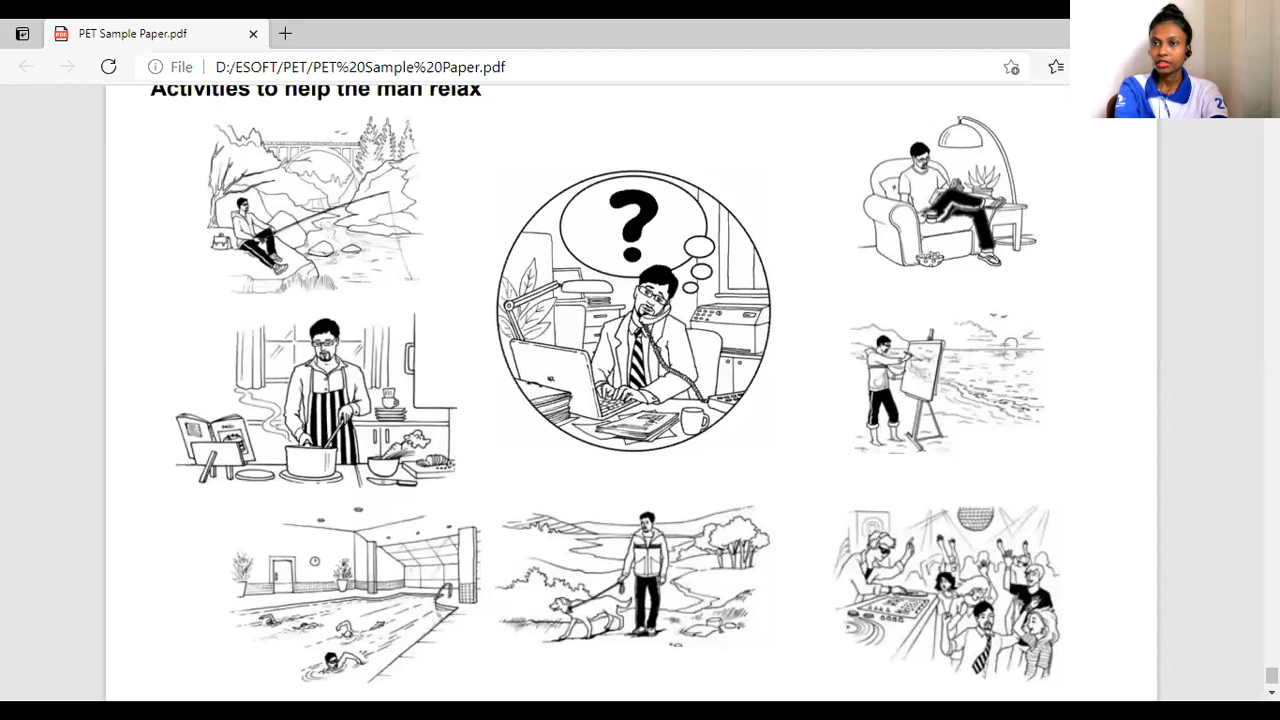 PET Sample Paper.pdf
File
D:/ESOFT/PET/PET%20Sample%20Paper.pdf
Activities to help the man relax
?